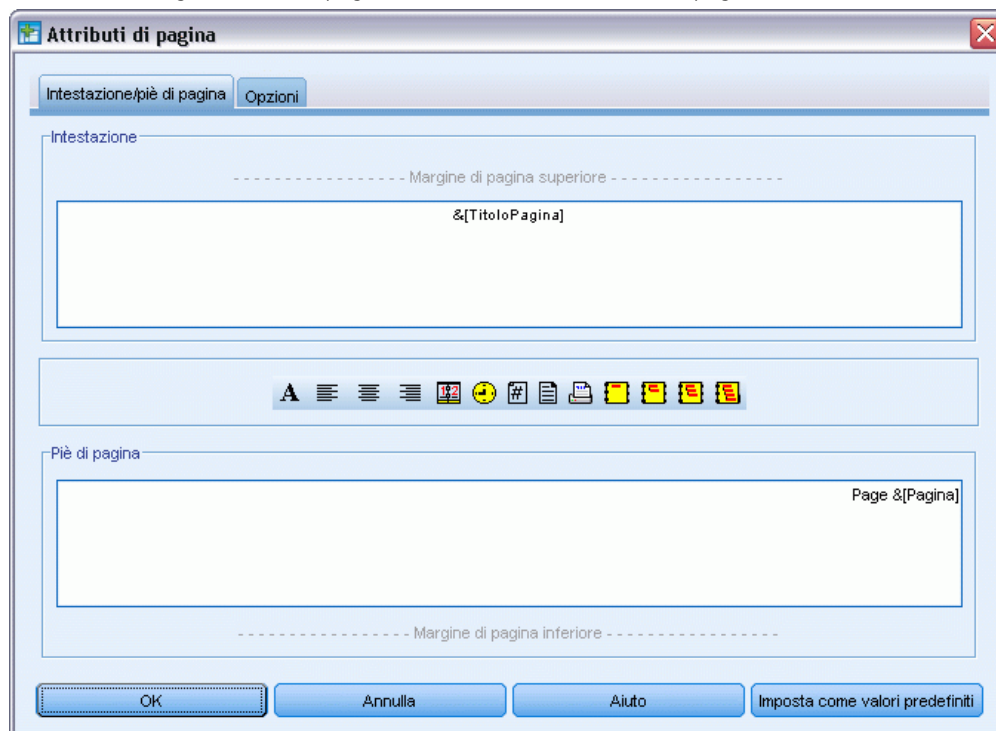 Attributi di pagina
Intestazione/piè di pagina
Opzioni
Intestazione
Margine di pagina superiore
&[TitoloPagina]
A
12
#
Piè di pagina
Page &[Pagina]
Margine di pagina inferiore
OK
Annulla
Aiuto
Imposta come valori predefiniti